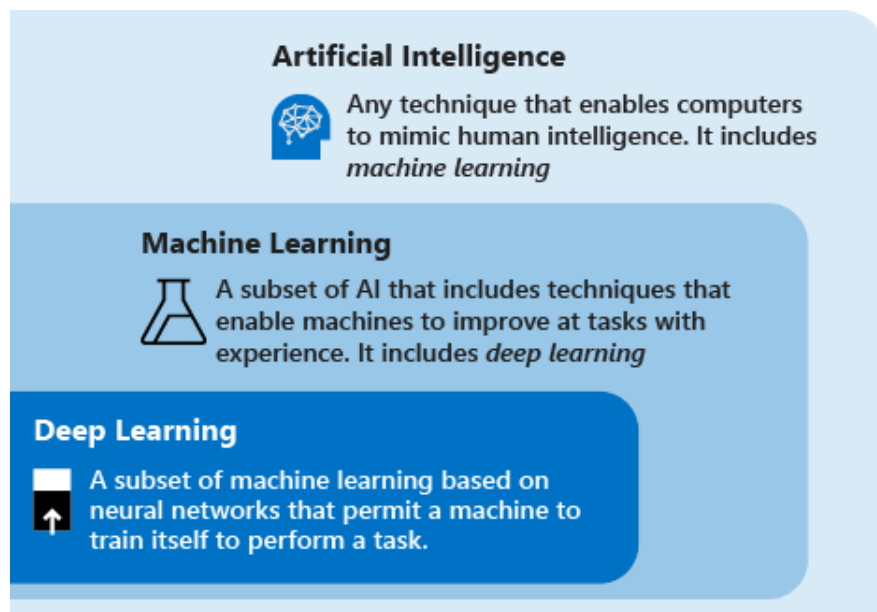 Artificial Intelligence
Any technique that enables computers
to mimic human intelligence. It includes
machine learning
Machine Learning
A subset of AI that includes techniques that
enable machines to improve at tasks with
experience. It includes deep learning
Deep Learning
A subset of machine learning based on
neural networks that permit a machine to
train itself to perform a task.